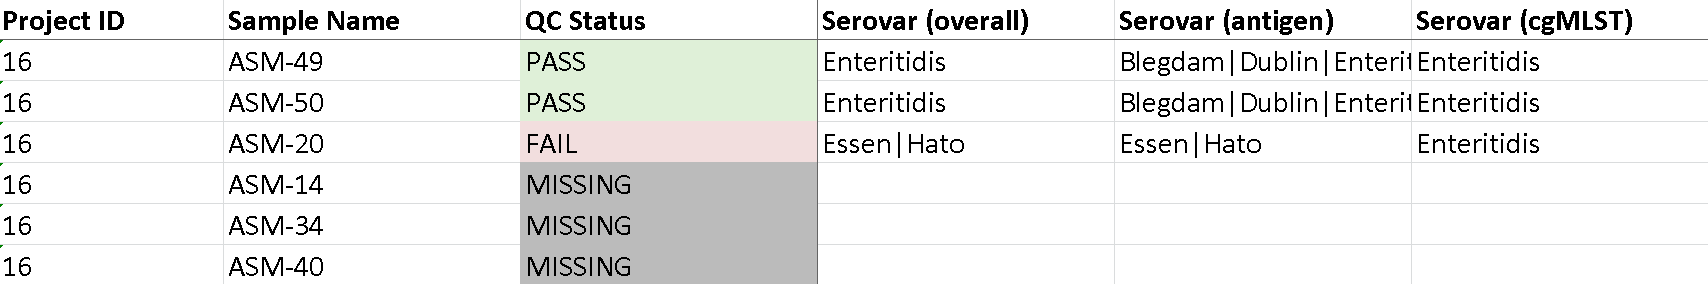 Project ID Sample Name QC Status Serovar (overall) Serovar (antigen) Serovar (cgMLST)
16 ASM-49 PASS Enteritidis Blegdam|Dublin|Enterit Enteritidis
16 ASM-50 PASS Enteritidis Blegdam|Dublin|Enterit Enteritidis
16 ASM-20 FAIL Essen|Hato Essen|Hato Enteritidis
16 ASM-14 MISSING
16 ASM-34 MISSING
16 ASM-40 MISSING